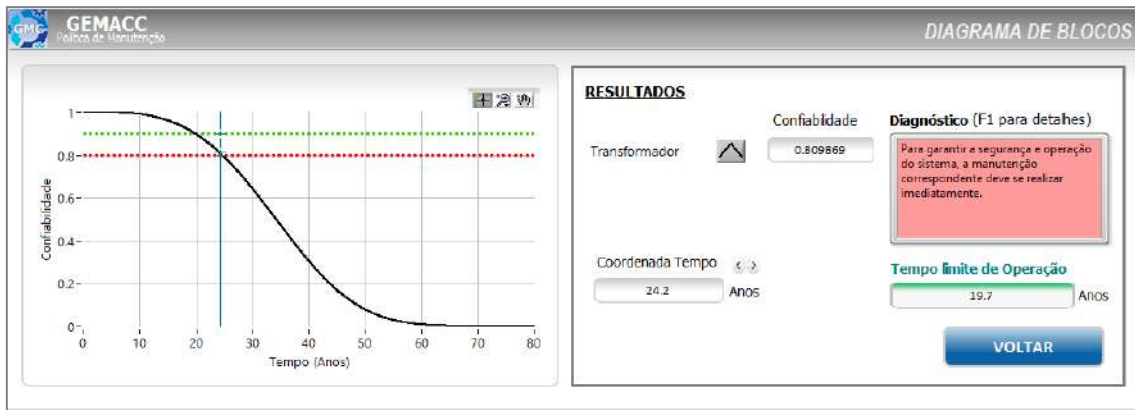 GMC
GEMACC
Política de Manutenção
DIAGRAMA DE BLOCOS
Confiabilidade
1
0.8
0.6
0.4
0.2
0
0 10 20 30 40 50 60 70 80
Tempo (Anos)
RESULTADOS
Confiabilidade
Diagnóstico (F1 para detalhes)
Transformador
0.809869
Para garantir a segurança e operação
do sistema, a manutenção
correspondente deve se realizar
imediatamente.
Coordenada Tempo
24.2
Anos
Tempo limite de Operação
19.7
Anos
VOLTAR